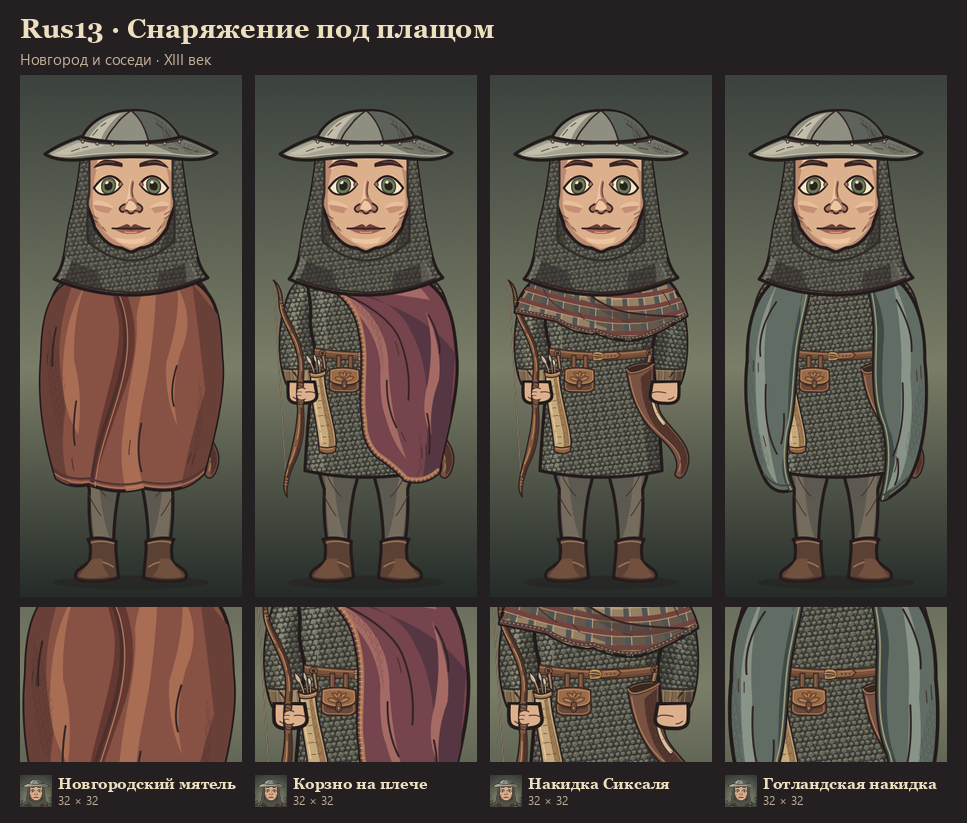 Rus13 · Снаряжение под плащом
Новгород и соседи · XIII век
Новгородский мятель
32 × 32
Корзно на плече
32 × 32
Накидка Сиксаля
32 × 32
Готландская накидка
32 × 32